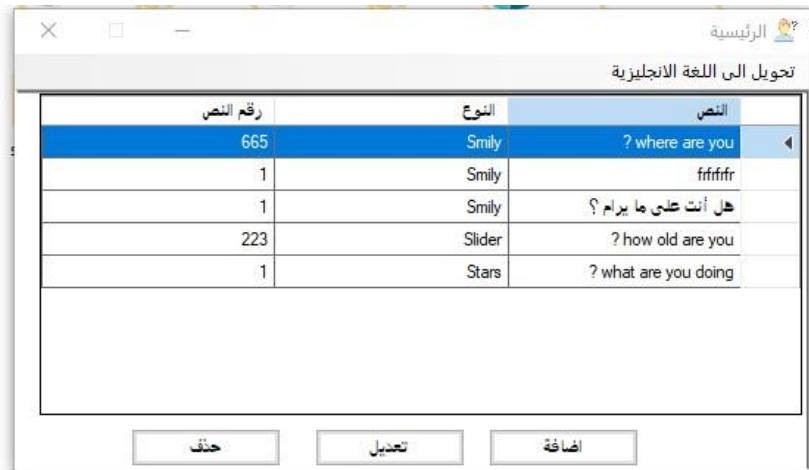 الرئيسية
تحويل الى اللغة الانجليزية
النص النوع رقم النص
? where are you Smily 665
frfrfrfr Smily 1
هل أنت على ما يرام ؟ Smily 1
? how old are you Slider 223
? what are you doing Stars 1
اضافة تعديل حذف